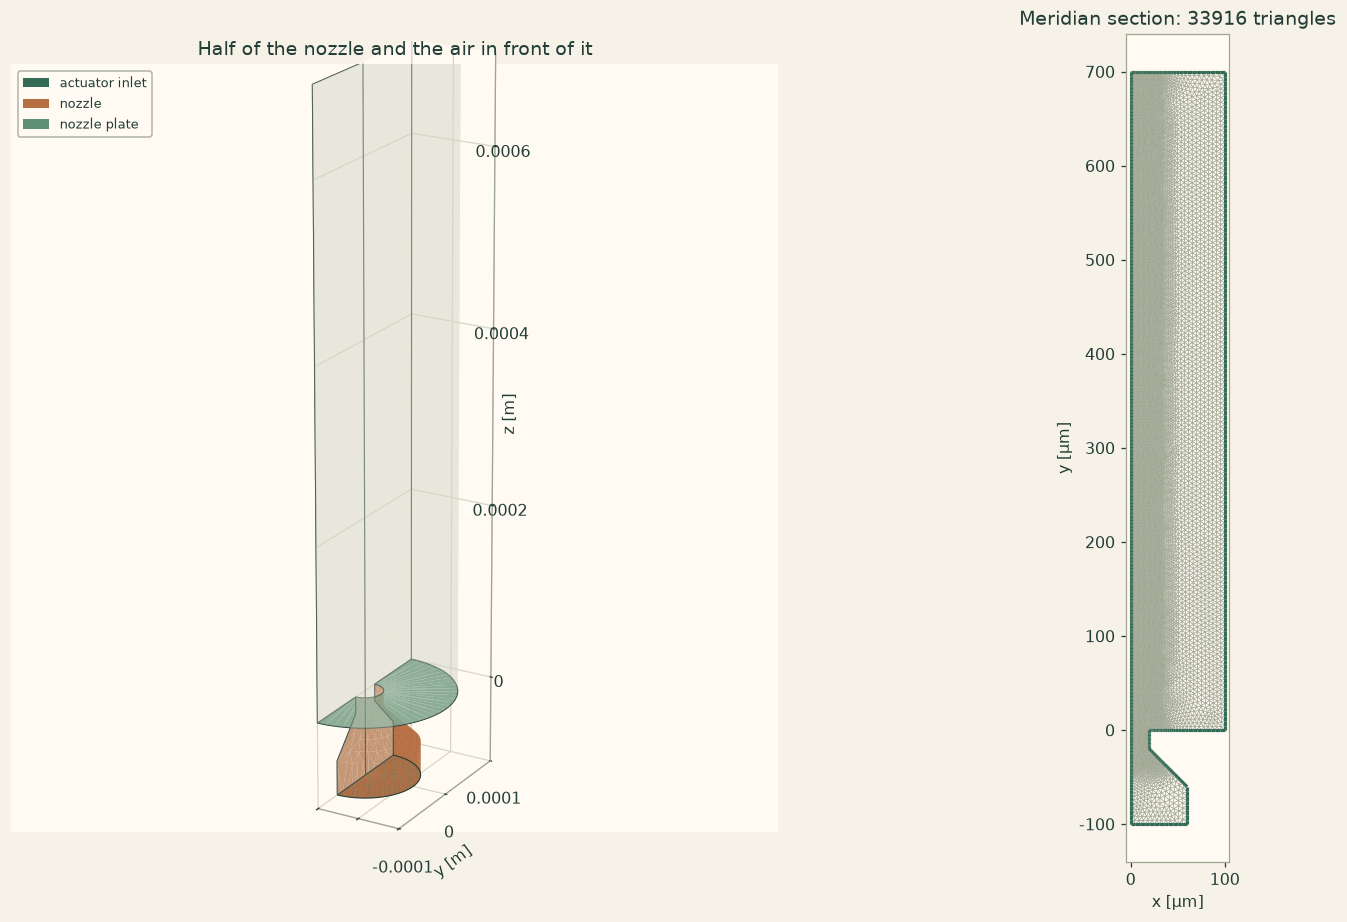 Half of the nozzle and the air in front of it
actuator inlet
nozzle
nozzle plate
0.0006
0.0004
z [m]
0.0002
0
0.0001
0
-0.0001
y [m]
Meridian section: 33916 triangles
700
600
500
400
300
200
100
0
-100
y [µm]
0
100
x [µm]